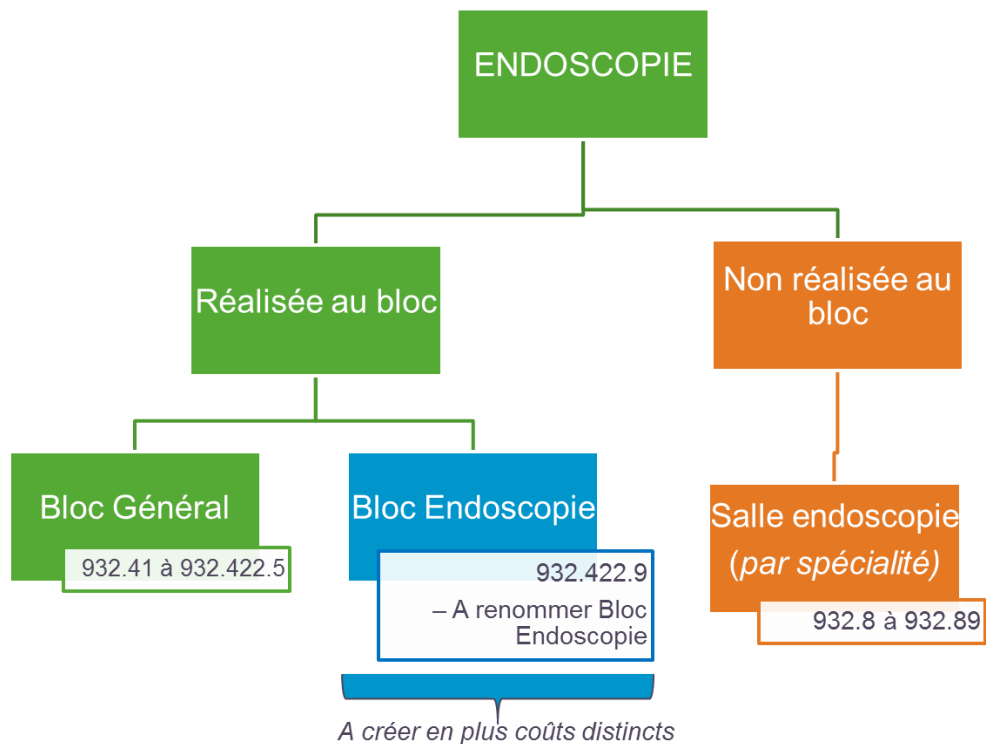 ENDOSCOPIE
Réalisée au bloc
Non réalisée au
bloc
Bloc Général
932.41 à 932.422.5
Bloc Endoscopie
932.422.9
– A renommer Bloc
Endoscopie
Salle endoscopie
(par spécialité)
932.8 à 932.89
A créer en plus coûts distincts